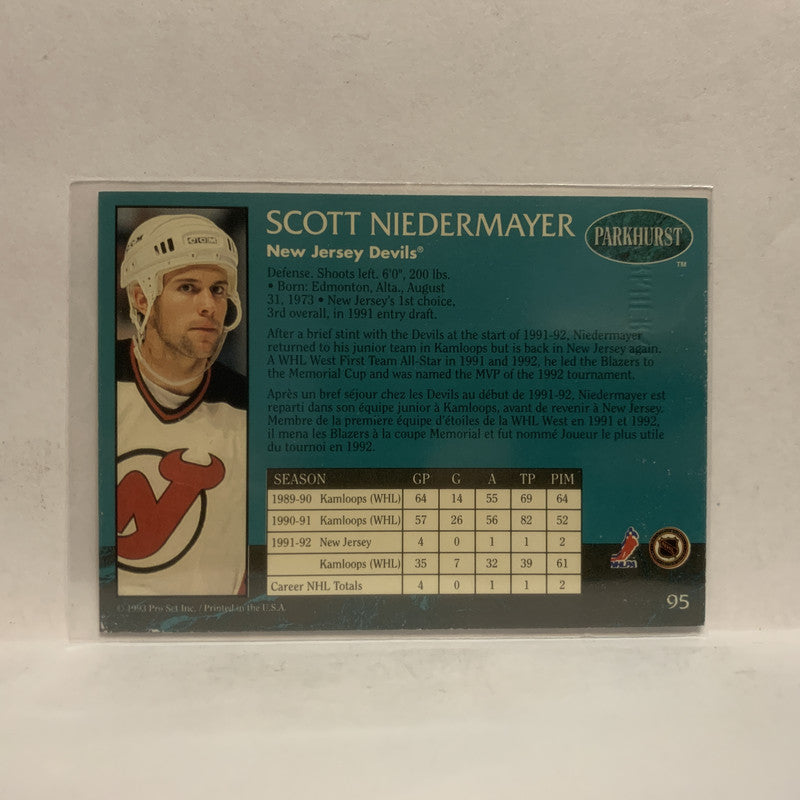 SCOTT NIEDERMAYER
PARKHURST
TM
New Jersey Devils®
Defense. Shoots left. 6'0", 200 lbs.
• Born: Edmonton, Alta., August
31, 1973 • New Jersey's 1st choice,
3rd overall, in 1991 entry draft.
After a brief stint with the Devils at the start of 1991-92, Niedermayer
returned to his junior team in Kamloops but is back in New Jersey again.
A WHL West First Team All-Star in 1991 and 1992, he led the Blazers to
the Memorial Cup and was named the MVP of the 1992 tournament.
Après un bref séjour chez les Devils au début de 1991-92, Niedermayer est
reparti dans son équipe junior à Kamloops, avant de revenir à New Jersey.
Membre de la première équipe d'étoiles de la WHL West en 1991 et 1992,
il mena les Blazers à la coupe Memorial et fut nommé Joueur le plus utile
du tournoi en 1992.
SEASON GP G A TP PIM
1989-90 Kamloops (WHL) 64 14 55 69 64
1990-91 Kamloops (WHL) 57 26 56 82 52
1991-92 New Jersey 4 0 1 1 2
Kamloops (WHL) 35 7 32 39 61
Career NHL Totals 4 0 1 1 2
NHLPA
NHL
CCM
© 1993 Pro Set Inc. / Printed in the U.S.A.
95